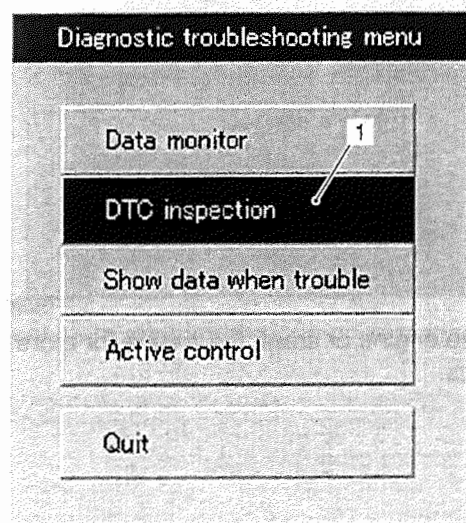 Diagnostic troubleshooting menu
Data monitor
1
DTC inspection
Show data when trouble
Active control
Quit